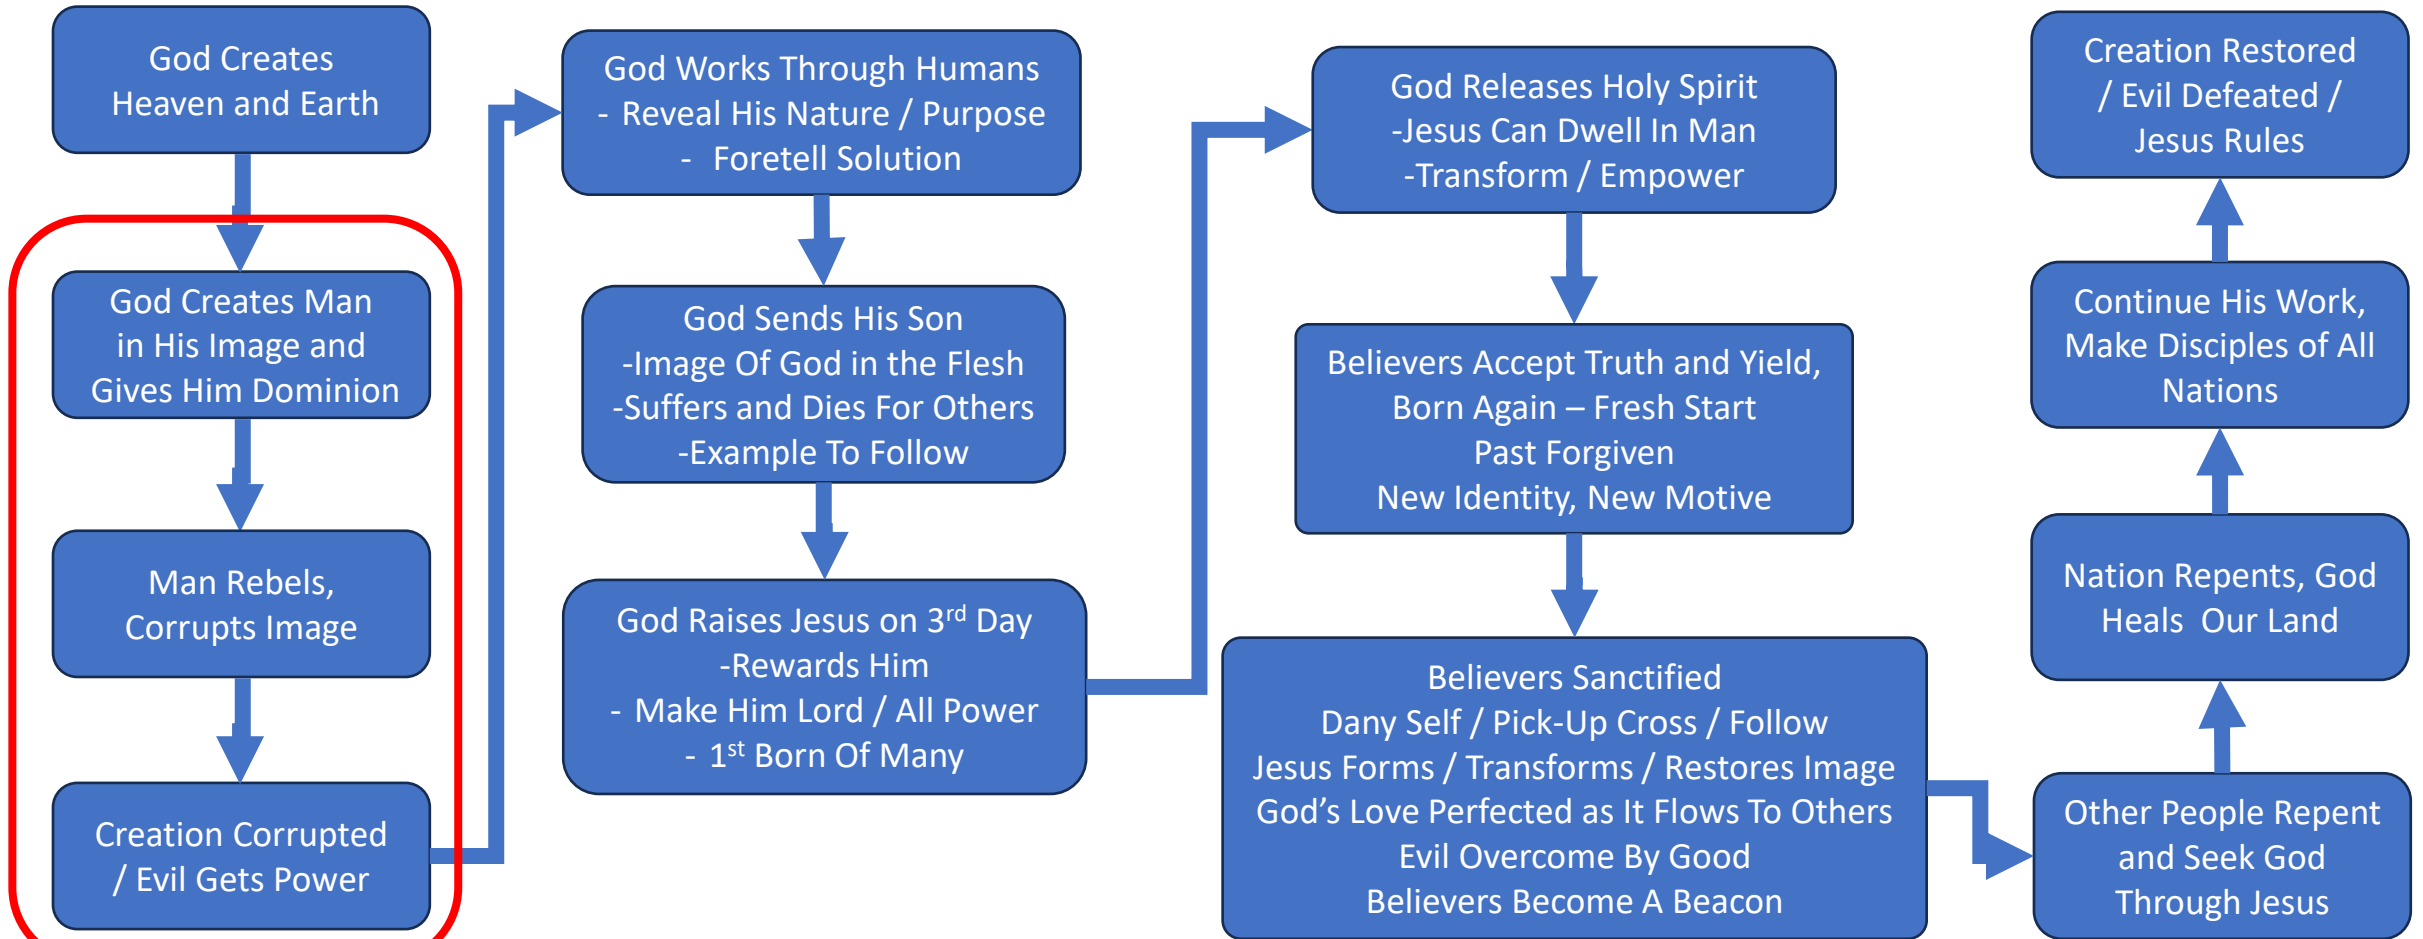 God Creates
Heaven and Earth
God Creates Man
in His Image and
Gives Him Dominion
Man Rebels,
Corrupts Image
Creation Corrupted
/ Evil Gets Power
God Works Through Humans
- Reveal His Nature / Purpose
- Foretell Solution
God Sends His Son
-Image Of God in the Flesh
-Suffers and Dies For Others
-Example To Follow
God Raises Jesus on 3rd Day
-Rewards Him
- Make Him Lord / All Power
- 1st Born Of Many
God Releases Holy Spirit
-Jesus Can Dwell In Man
-Transform / Empower
Believers Accept Truth and Yield,
Born Again – Fresh Start
Past Forgiven
New Identity, New Motive
Believers Sanctified
Dany Self / Pick-Up Cross / Follow
Jesus Forms / Transforms / Restores Image
God’s Love Perfected as It Flows To Others
Evil Overcome By Good
Believers Become A Beacon
Other People Repent
and Seek God
Through Jesus
Nation Repents, God
Heals Our Land
Continue His Work,
Make Disciples of All
Nations
Creation Restored
/ Evil Defeated /
Jesus Rules